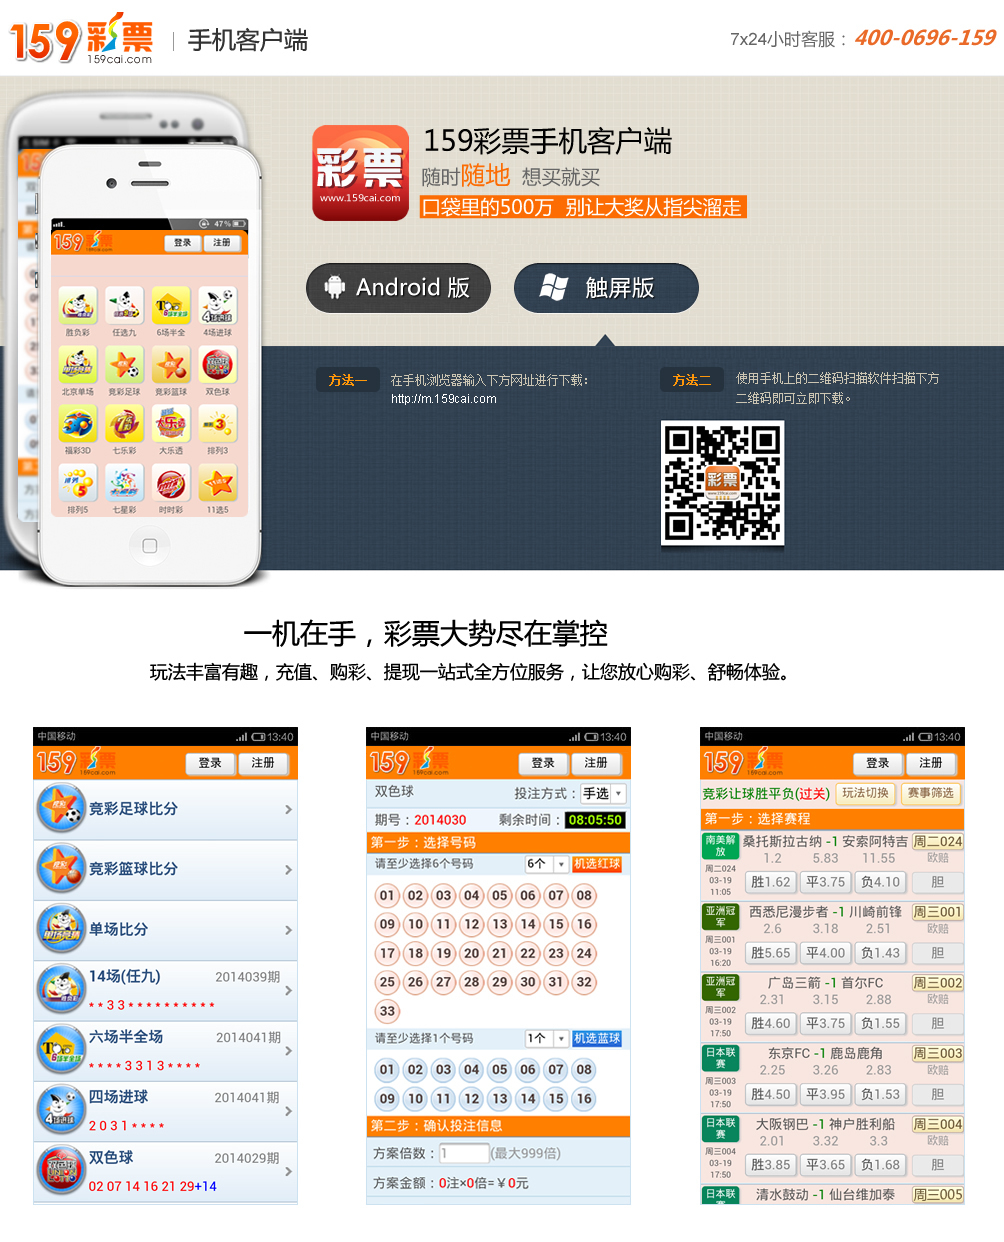 159彩票
159cai.com
手机客户端
7x24小时客服： 400-0696-159
彩票
www.159cai.com
159彩票手机客户端
随时随地 想买就买
口袋里的500万 别让大奖从指尖溜走
Android 版
触屏版
47%
159
登录 注册
胜负彩 任选九 6场半全 4场进球
北京单场 竞彩足球 竞彩篮球 双色球
福彩3D 七乐彩 大乐透 排列3
排列5 七星彩 时时彩 11选5
方法一
在手机浏览器输入下方网址进行下载：
http://m.159cai.com
方法二
使用手机上的二维码扫描软件扫描下方
二维码即可立即下载。
彩票
一机在手，彩票大势尽在掌控
玩法丰富有趣，充值、购彩、提现一站式全方位服务，让您放心购彩、舒畅体验。
中国移动 13:40
159彩票
159cai.com
登录 注册
竞彩足球比分
竞彩篮球比分
单场比分
14场(任九) 2014039期
**33**********
六场半全场 2014041期
****3313****
四场进球 2014041期
2031****
双色球 2014029期
02 07 14 16 21 29+14
中国移动 13:40
159彩票
159cai.com
登录 注册
双色球 投注方式： 手选
期号：2014030 剩余时间： 08:05:50
第一步：选择号码
请至少选择6个号码 6个 机选红球
01 02 03 04 05 06 07 08
09 10 11 12 13 14 15 16
17 18 19 20 21 22 23 24
25 26 27 28 29 30 31 32
33
请至少选择1个号码 1个 机选蓝球
01 02 03 04 05 06 07 08
09 10 11 12 13 14 15 16
第二步：确认投注信息
方案倍数： 1 (最大999倍)
方案金额：0注×0倍=￥0元
中国移动 13:40
159彩票
159cai.com
登录 注册
竞彩让球胜平负(过关) 玩法切换 赛事筛选
第一步：选择赛程
南美解放 桑托斯拉古纳 -1 安索阿特吉 周二024
1.2 5.83 11.55 欧赔
周二024
03-19
11:05
胜1.62 平3.75 负4.10 胆
亚洲冠军 西悉尼漫步者 -1 川崎前锋 周三001
2.6 3.18 2.51 欧赔
周三001
03-19
16:20
胜5.65 平4.00 负1.43 胆
亚洲冠军 广岛三箭 -1 首尔FC 周三002
2.31 3.15 2.88 欧赔
周三002
03-19
17:50
胜4.60 平3.75 负1.55 胆
日本联赛 东京FC -1 鹿岛鹿角 周三003
2.25 3.26 2.83 欧赔
周三003
03-19
17:50
胜4.50 平3.95 负1.53 胆
日本联赛 大阪钢巴 -1 神户胜利船 周三004
2.01 3.32 3.3 欧赔
周三004
03-19
17:50
胜3.85 平3.65 负1.68 胆
日本联赛 清水鼓动 -1 仙台维加泰 周三005